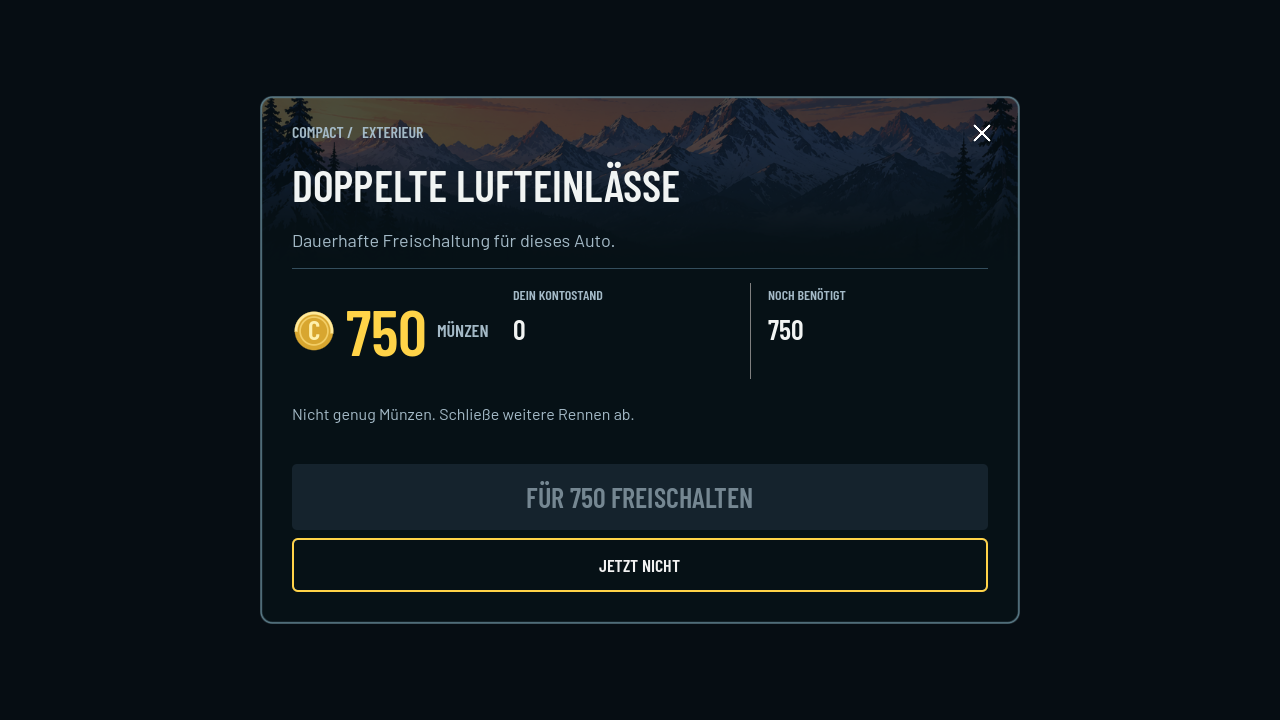 COMPACT / EXTERIEUR
DOPPELTE LUFTEINLÄSSE
Dauerhafte Freischaltung für dieses Auto.
C 750 MÜNZEN
DEIN KONTOSTAND
0
NOCH BENÖTIGT
750
Nicht genug Münzen. Schließe weitere Rennen ab.
FÜR 750 FREISCHALTEN
JETZT NICHT